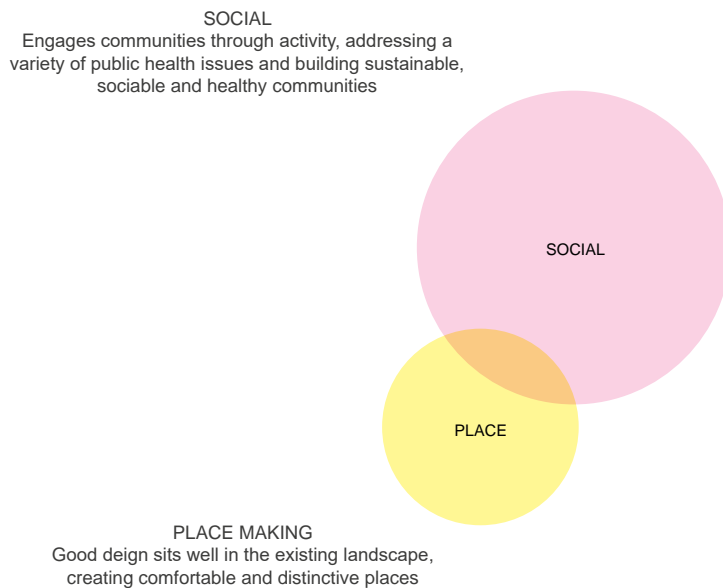 SOCIAL
Engages communities through activity, addressing a
variety of public health issues and building sustainable,
sociable and healthy communities
SOCIAL
PLACE
PLACE MAKING
Good deign sits well in the existing landscape,
creating comfortable and distinctive places